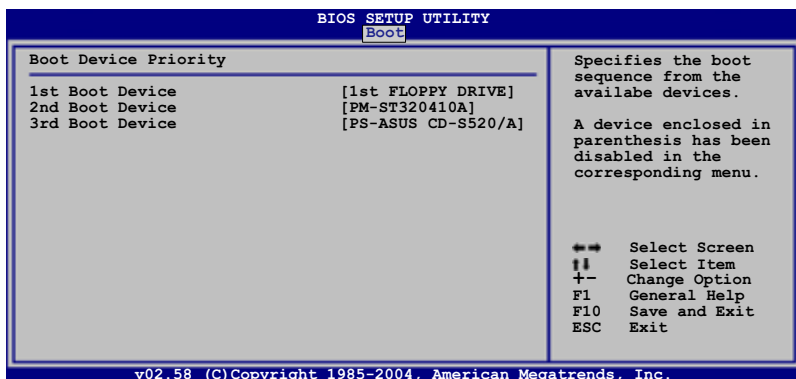 BIOS SETUP UTILITY
Boot
Boot Device Priority
1st Boot Device [1st FLOPPY DRIVE]
2nd Boot Device [PM-ST320410A]
3rd Boot Device [PS-ASUS CD-S520/A]
Specifies the boot
sequence from the
availabe devices.
A device enclosed in
parenthesis has been
disabled in the
corresponding menu.
←→ Select Screen
↑↓ Select Item
+- Change Option
F1 General Help
F10 Save and Exit
ESC Exit
v02.58 (C)Copyright 1985-2004, American Megatrends, Inc.